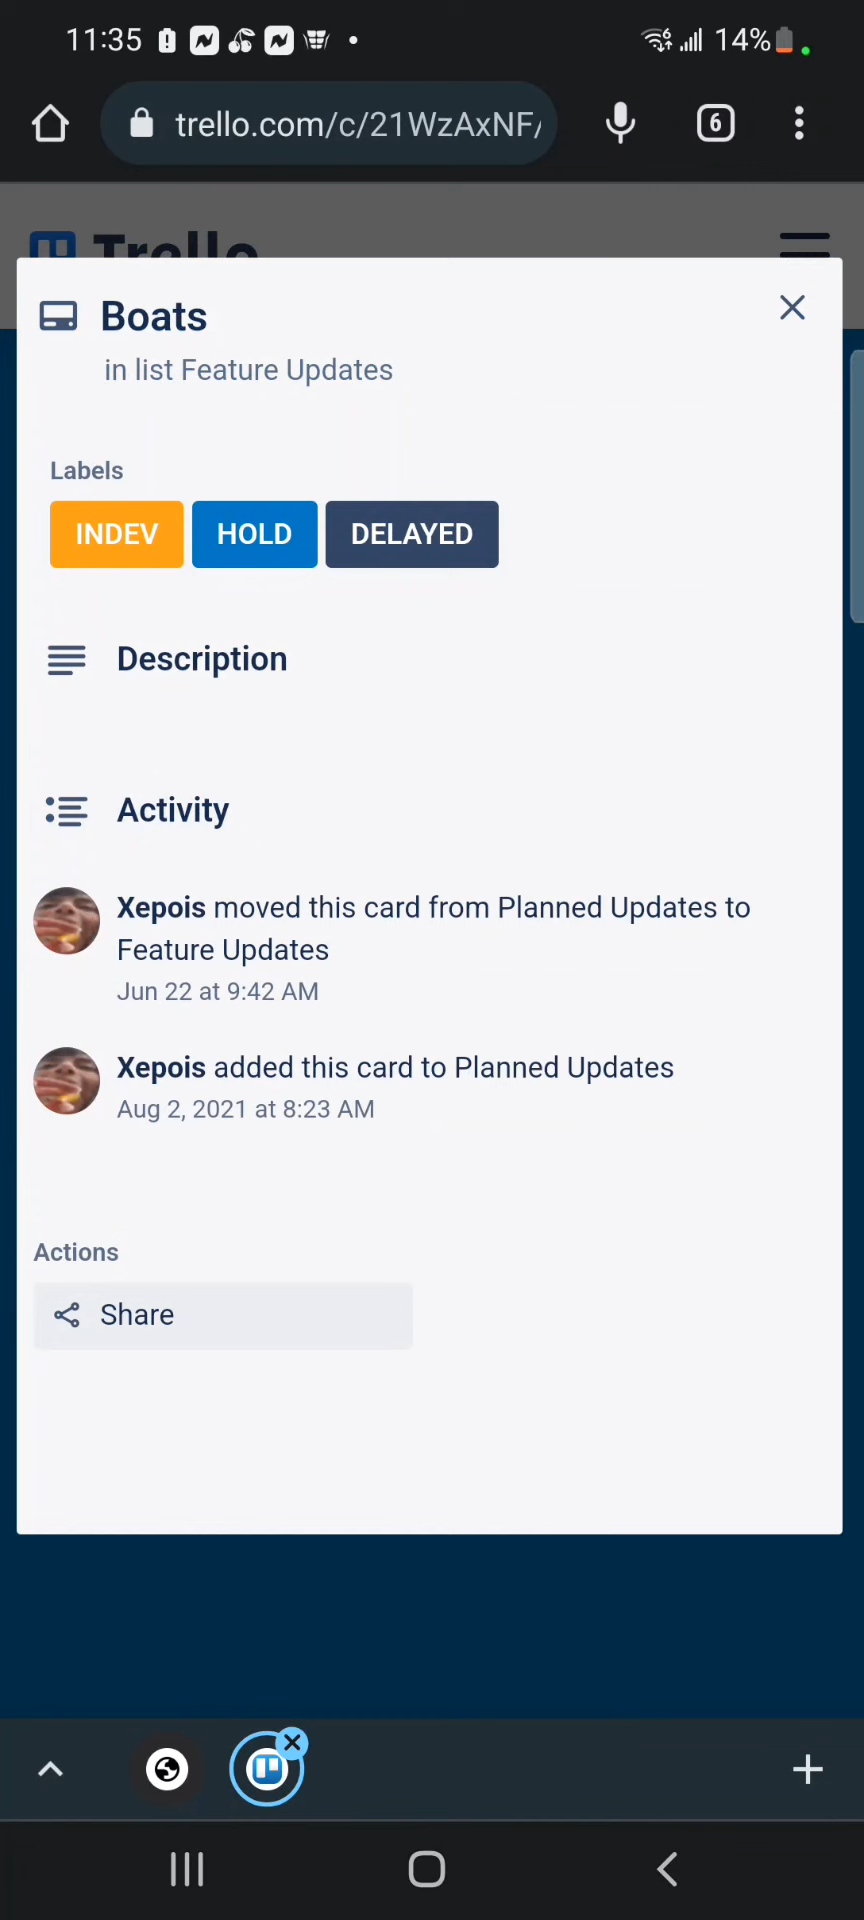 11:35
14%
trello.com/c/21WzAxNF/
6
Trello
Boats
in list Feature Updates
Labels
INDEV HOLD DELAYED
Description
Activity
Xepois moved this card from Planned Updates to
Feature Updates
Jun 22 at 9:42 AM
Xepois added this card to Planned Updates
Aug 2, 2021 at 8:23 AM
Actions
Share